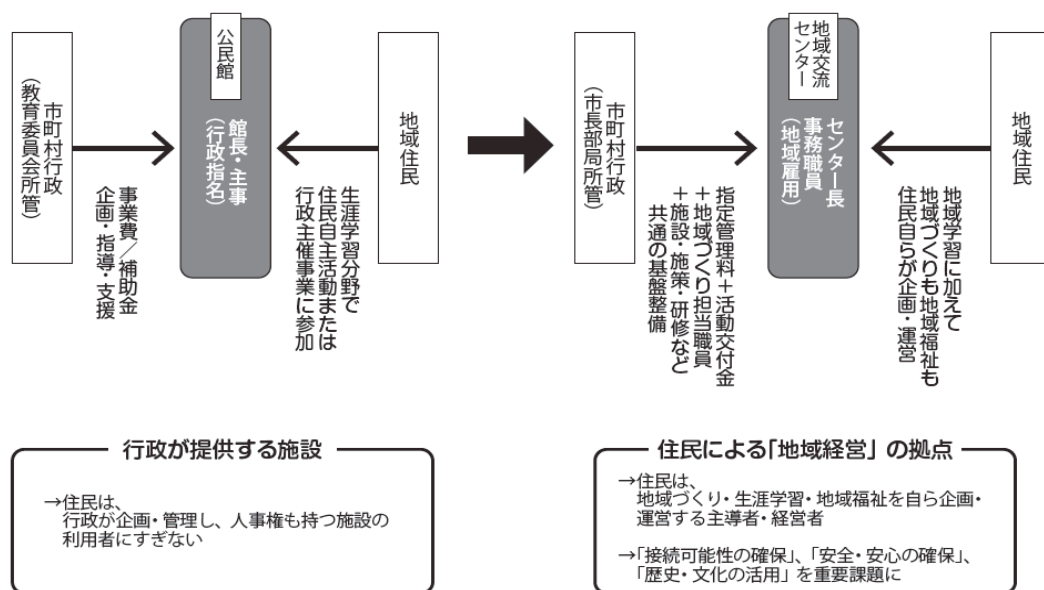 市町村行政
（教育委員会所管）
事業費／補助金
企画・指導・支援
公民館
館長・主事
（行政指名）
地域住民
生涯学習分野で
住民自主活動または
行政主催事業に参加
市町村行政
（市長部局所管）
指定管理料＋活動交付金
＋地域づくり担当職員
＋施設・施策・研修など
共通の基盤整備
地域交流
センター
センター長
事務職員
（地域雇用）
地域住民
地域学習に加えて
地域づくりも地域福祉も
住民自らが企画・運営
行政が提供する施設
→住民は、
行政が企画・管理し、人事権も持つ施設の
利用者にすぎない
住民による「地域経営」の拠点
→住民は、
地域づくり・生涯学習・地域福祉を自ら企画・
運営する主導者・経営者
→「接続可能性の確保」、「安全・安心の確保」、
「歴史・文化の活用」を重要課題に